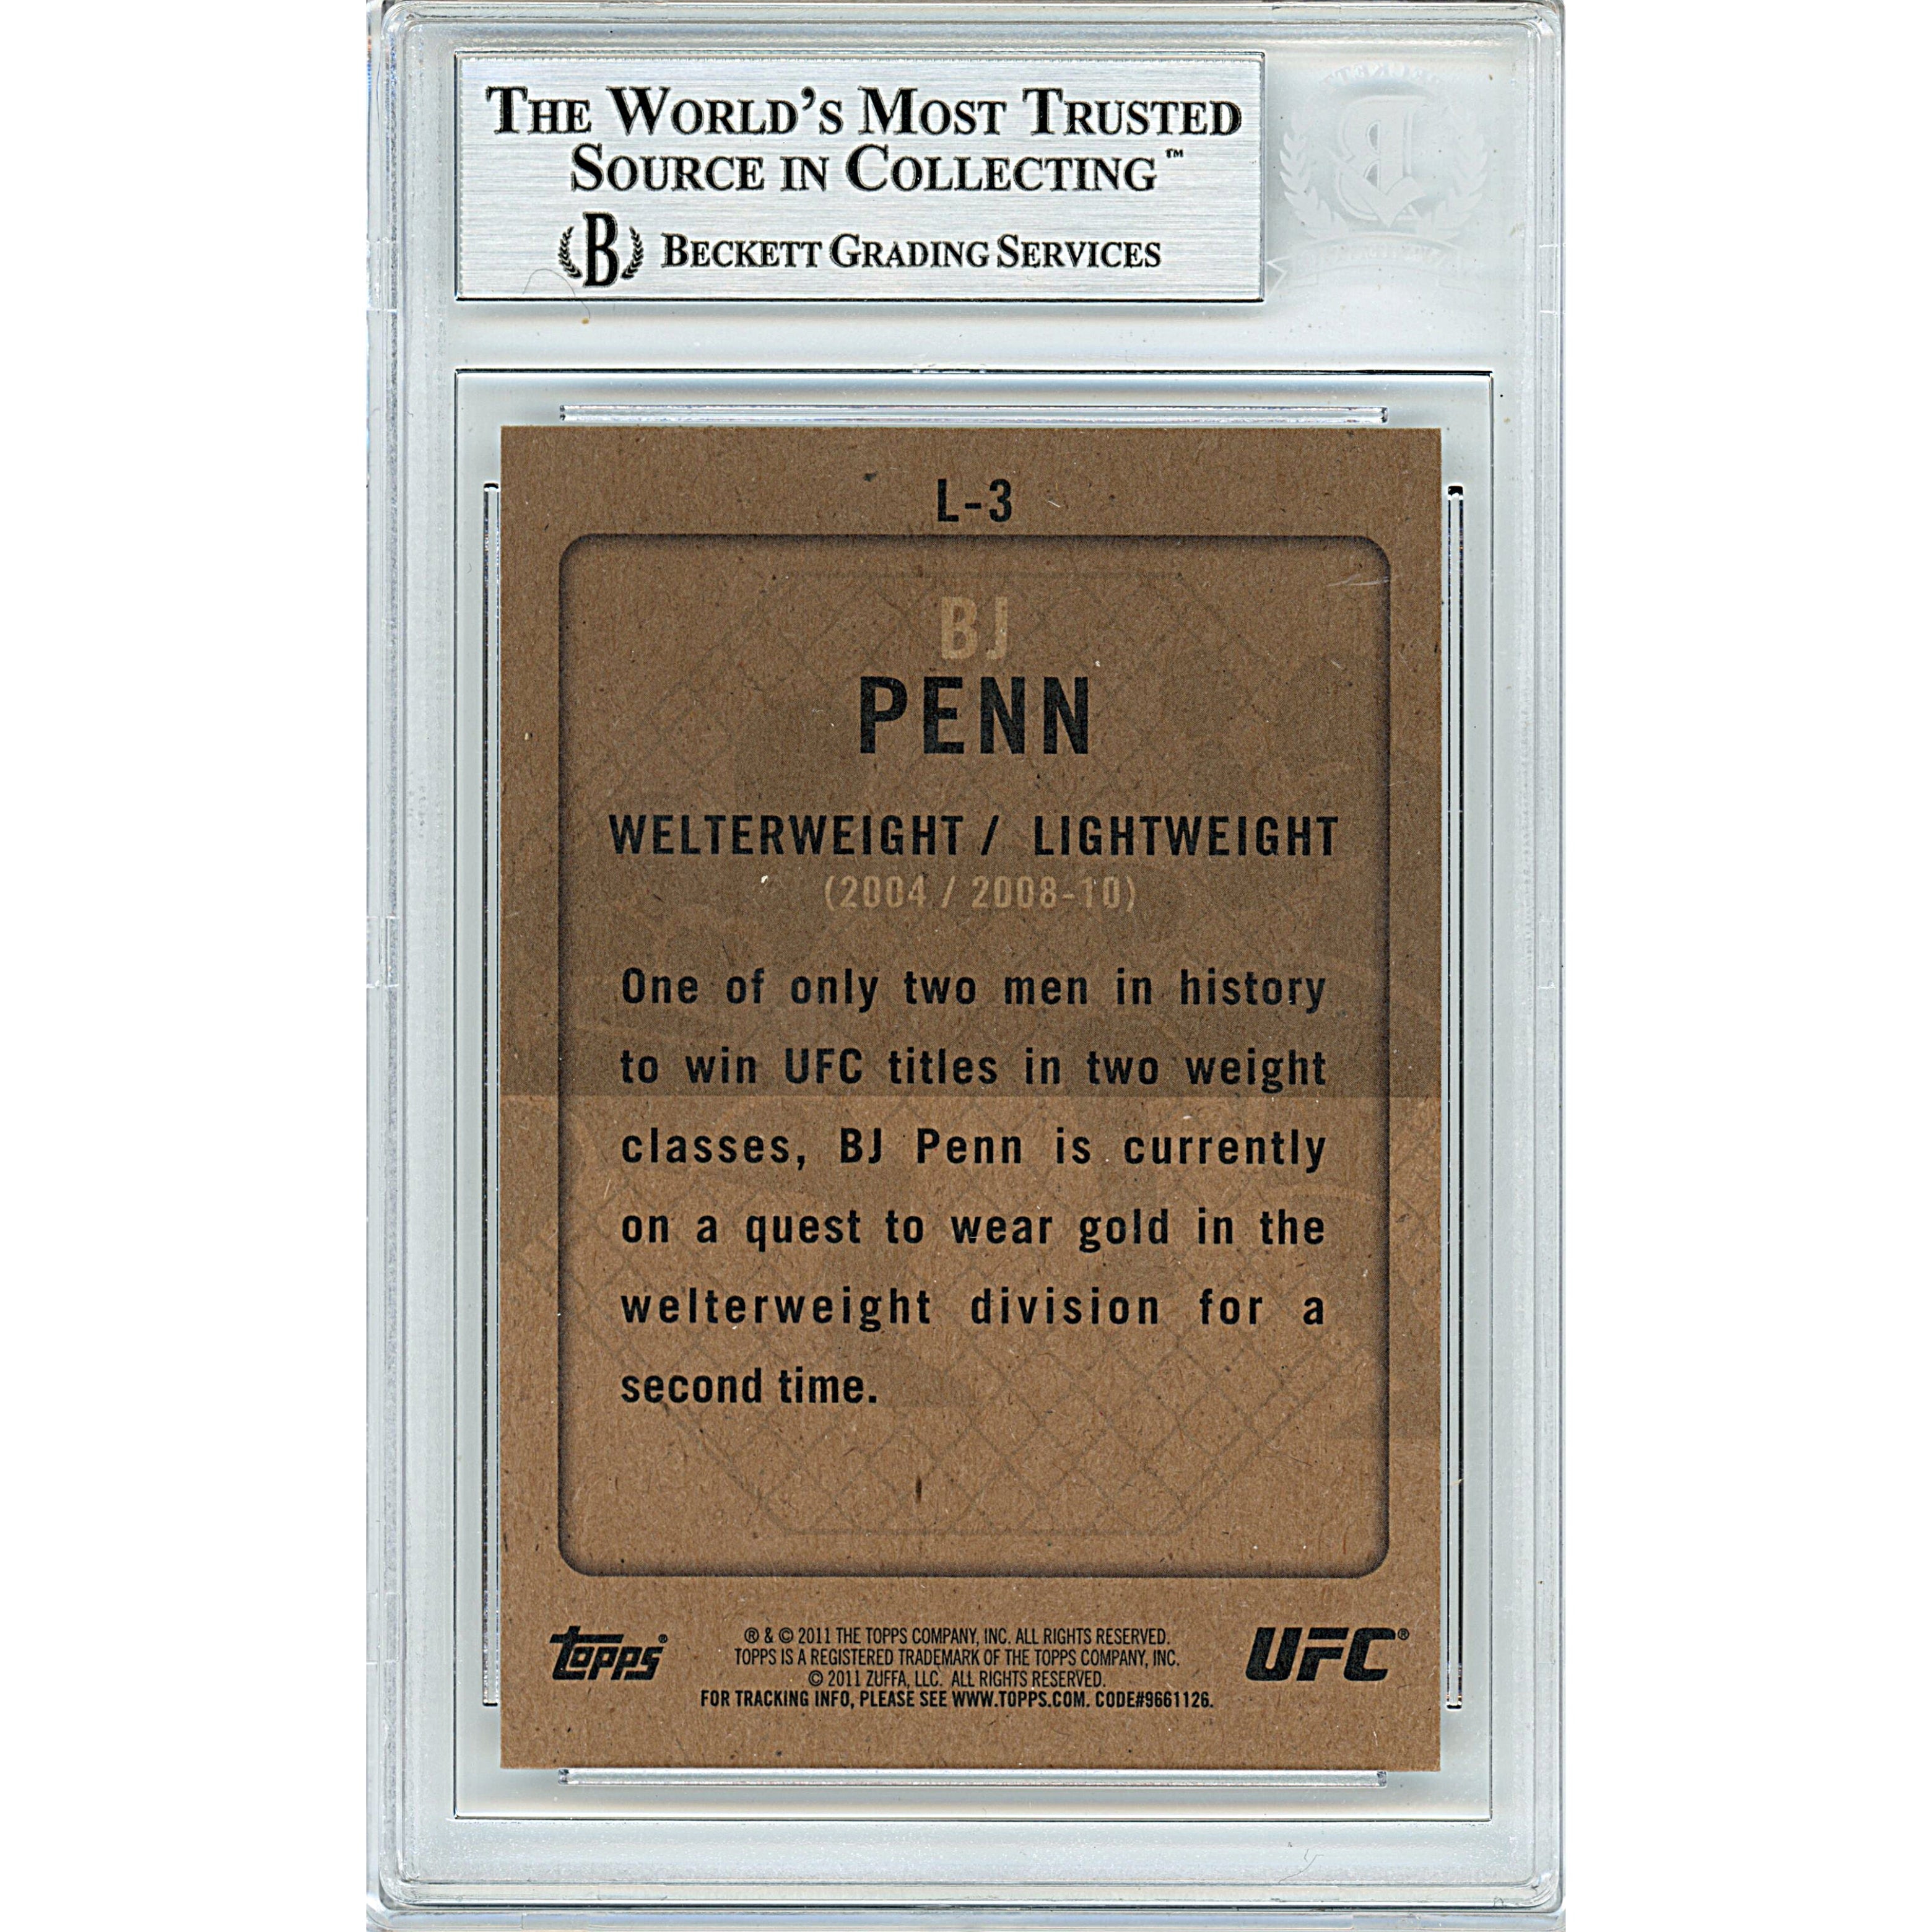 THE WORLD'S MOST TRUSTED
SOURCE IN COLLECTING™
B BECKETT GRADING SERVICES
L-3
BJ
PENN
WELTERWEIGHT / LIGHTWEIGHT
(2004 / 2008-10)
One of only two men in history
to win UFC titles in two weight
classes, BJ Penn is currently
on a quest to wear gold in the
welterweight division for a
second time.
topps®
® & © 2011 THE TOPPS COMPANY, INC. ALL RIGHTS RESERVED.
TOPPS IS A REGISTERED TRADEMARK OF THE TOPPS COMPANY, INC.
© 2011 ZUFFA, LLC. ALL RIGHTS RESERVED.
FOR TRACKING INFO, PLEASE SEE WWW.TOPPS.COM. CODE#9661126.
UFC®